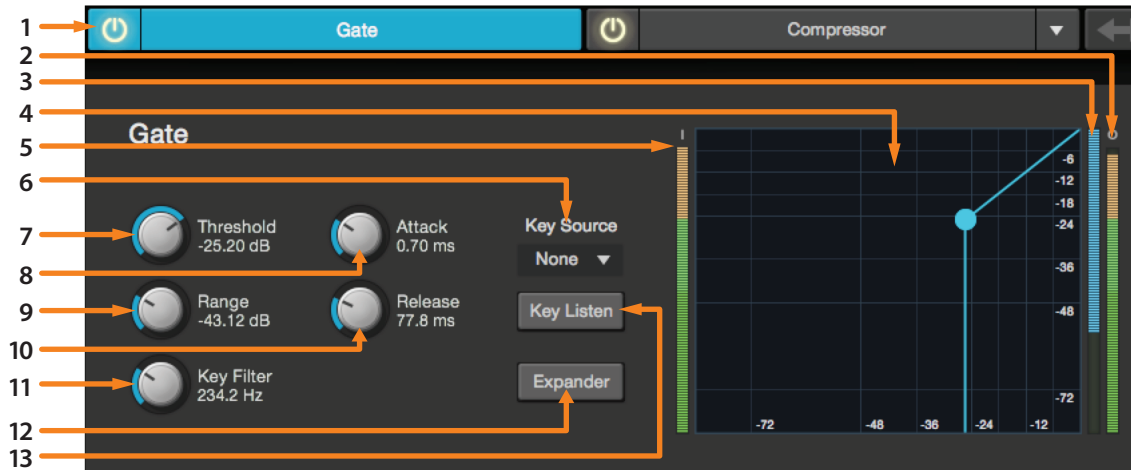 1
2
3
4
5
6
7
8
9
10
11
12
13
Gate
Compressor
Gate
Threshold
-25.20 dB
Attack
0.70 ms
Key Source
None
Range
-43.12 dB
Release
77.8 ms
Key Listen
Key Filter
234.2 Hz
Expander
I
O
-6
-12
-18
-24
-36
-48
-72
-72
-48
-36
-24
-12